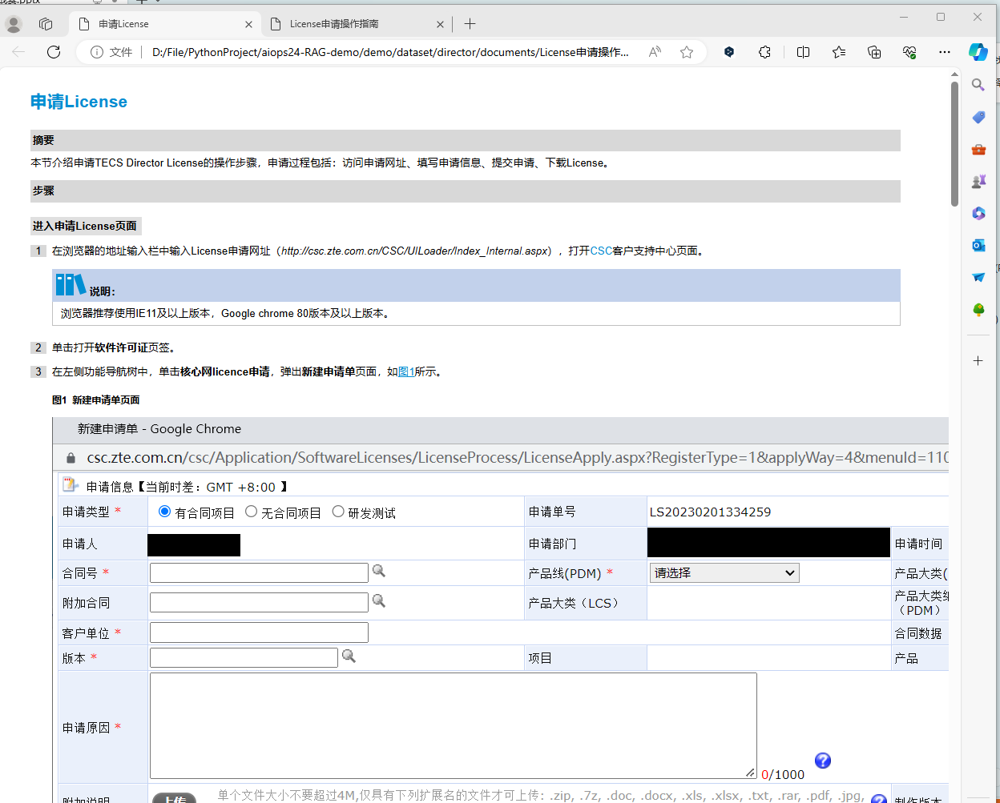 申请License
License申请操作指南
文件
D:/File/PythonProject/aiops24-RAG-demo/demo/dataset/director/documents/License申请操作...
申请License
摘要
本节介绍申请TECS Director License的操作步骤，申请过程包括：访问申请网址、填写申请信息、提交申请、下载License。
步骤
进入申请License页面
1 在浏览器的地址输入栏中输入License申请网址（http://csc.zte.com.cn/CSC/UILoader/Index_Internal.aspx），打开CSC客户支持中心页面。
说明：
浏览器推荐使用IE11及以上版本，Google chrome 80版本及以上版本。
2 单击打开软件许可证页签。
3 在左侧功能导航树中，单击核心网licence申请，弹出新建申请单页面，如图1所示。
图1 新建申请单页面
新建申请单 - Google Chrome
csc.zte.com.cn/csc/Application/SoftwareLicenses/LicenseProcess/LicenseApply.aspx?RegisterType=1&applyWay=4&menuId=110
申请信息【当前时差：GMT +8:00 】
申请类型 * 有合同项目 无合同项目 研发测试 申请单号 LS20230201334259
申请人 申请部门 申请时间
合同号 * 产品线(PDM) * 请选择 产品大类(
附加合同 产品大类（LCS） 产品大类
（PDM）
客户单位 * 合同数据
版本 * 项目 产品
申请原因 *
0/1000
附加说明 上传 单个文件大小不要超过4M,仅具有下列扩展名的文件才可上传：.zip, .7z, .doc, .docx, .xls, .xlsx, .txt, .rar, .pdf, .jpg, 制作版本